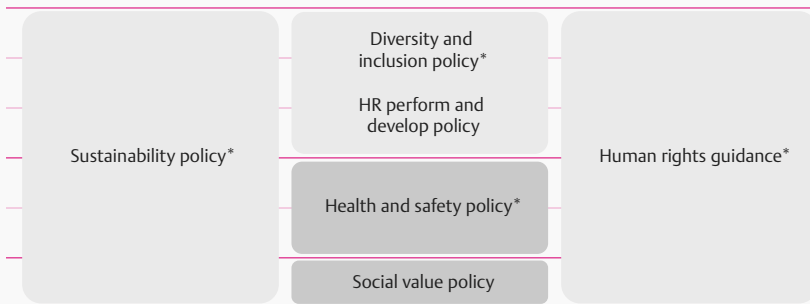 Sustainability policy*
Diversity and
inclusion policy*
HR perform and
develop policy
Health and safety policy*
Social value policy
Human rights guidance*